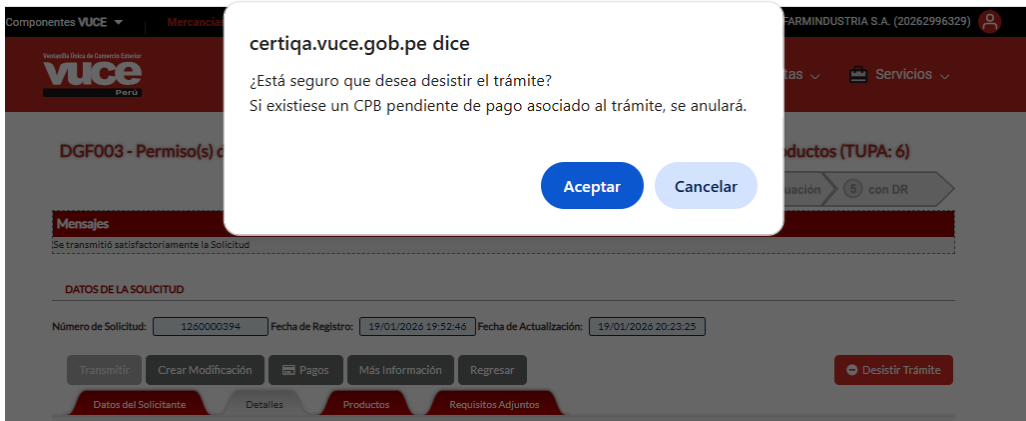 Componentes VUCE
Mercancías
FARMINDUSTRIA S.A. (20262996329)
certiqa.vuce.gob.pe dice
¿Está seguro que desea desistir el trámite?
Si existiese un CPB pendiente de pago asociado al trámite, se anulará.
Aceptar
Cancelar
Ventanilla Única de Comercio Exterior
vuce
Perú
tas
Servicios
DGF003 - Permiso(s) d
oductos (TUPA: 6)
uación
5 con DR
Mensajes
Se transmitió satisfactoriamente la Solicitud
DATOS DE LA SOLICITUD
Número de Solicitud: 1260000394 Fecha de Registro: 19/01/2026 19:52:46 Fecha de Actualización: 19/01/2026 20:23:25
Transmitir Crear Modificación Pagos Más Información Regresar Desistir Trámite
Datos del Solicitante Detalles Productos Requisitos Adjuntos